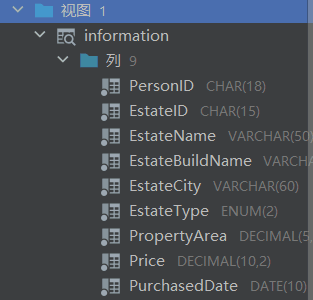 视图 1
information
列 9
PersonID CHAR(18)
EstateID CHAR(15)
EstateName VARCHAR(50)
EstateBuildName VARCHA
EstateCity VARCHAR(60)
EstateType ENUM(2)
PropertyArea DECIMAL(5,
Price DECIMAL(10,2)
PurchasedDate DATE(10)